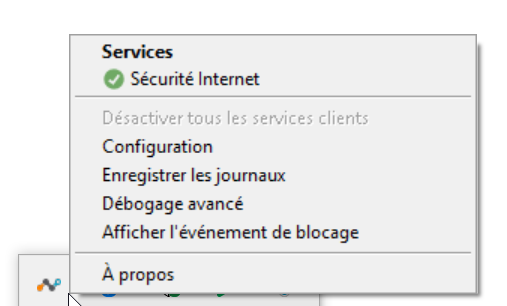 Services
Sécurité Internet
Désactiver tous les services clients
Configuration
Enregistrer les journaux
Débogage avancé
Afficher l'événement de blocage
À propos